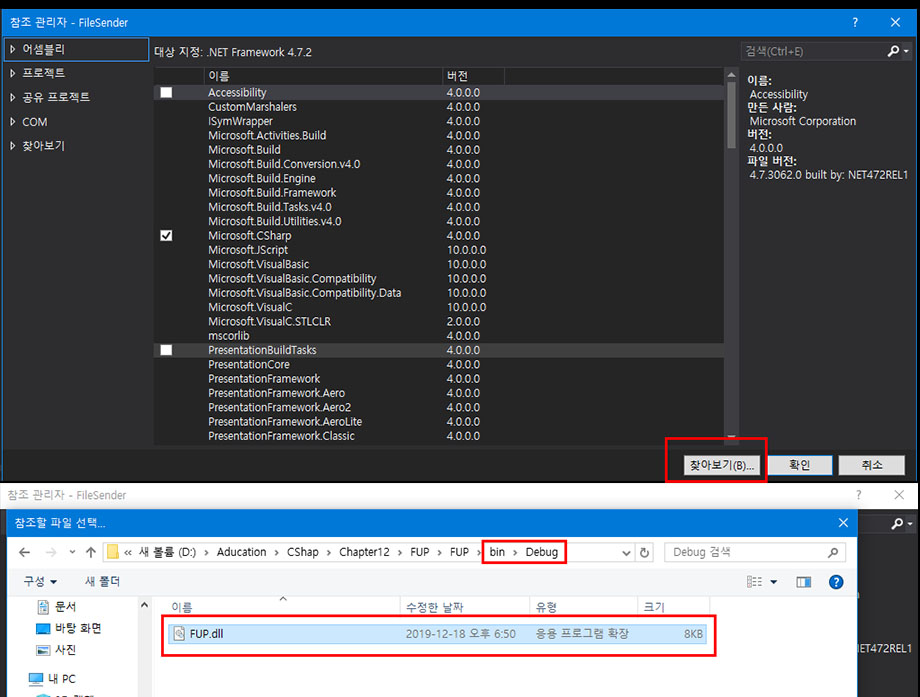 참조 관리자 - FileSender ? ✕
▷ 어셈블리
▷ 프로젝트
▷ 공유 프로젝트
▷ COM
▷ 찾아보기
대상 지정: .NET Framework 4.7.2
검색(Ctrl+E)
이름 버전
Accessibility 4.0.0.0
CustomMarshalers 4.0.0.0
ISymWrapper 4.0.0.0
Microsoft.Activities.Build 4.0.0.0
Microsoft.Build 4.0.0.0
Microsoft.Build.Conversion.v4.0 4.0.0.0
Microsoft.Build.Engine 4.0.0.0
Microsoft.Build.Framework 4.0.0.0
Microsoft.Build.Tasks.v4.0 4.0.0.0
Microsoft.Build.Utilities.v4.0 4.0.0.0
Microsoft.CSharp 4.0.0.0
Microsoft.JScript 10.0.0.0
Microsoft.VisualBasic 10.0.0.0
Microsoft.VisualBasic.Compatibility 10.0.0.0
Microsoft.VisualBasic.Compatibility.Data 10.0.0.0
Microsoft.VisualC 10.0.0.0
Microsoft.VisualC.STLCLR 2.0.0.0
mscorlib 4.0.0.0
PresentationBuildTasks 4.0.0.0
PresentationCore 4.0.0.0
PresentationFramework 4.0.0.0
PresentationFramework.Aero 4.0.0.0
PresentationFramework.Aero2 4.0.0.0
PresentationFramework.AeroLite 4.0.0.0
PresentationFramework.Classic 4.0.0.0
이름:
Accessibility
만든 사람:
Microsoft Corporation
버전:
4.0.0.0
파일 버전:
4.7.3062.0 built by: NET472REL1
찾아보기(B)... 확인 취소
참조 관리자 - FileSender ? ✕
참조할 파일 선택... ✕
« 새 볼륨 (D:) > Aducation > CShap > Chapter12 > FUP > FUP > bin > Debug
Debug 검색
구성 새 폴더
문서
바탕 화면
사진
내 PC
이름 수정한 날짜 유형 크기
FUP.dll 2019-12-18 오후 6:50 응용 프로그램 확장 8KB
NET472REL1